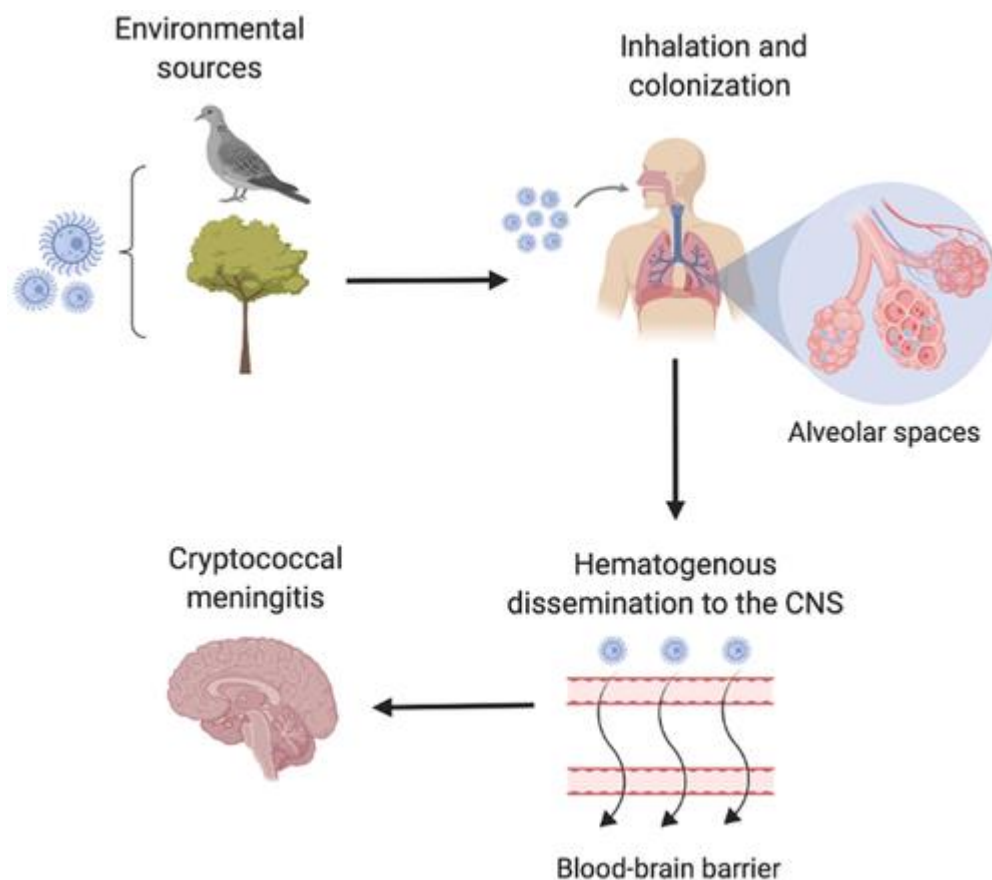 Environmental
sources
Inhalation and
colonization
Alveolar spaces
Hematogenous
dissemination to the CNS
Blood-brain barrier
Cryptococcal
meningitis